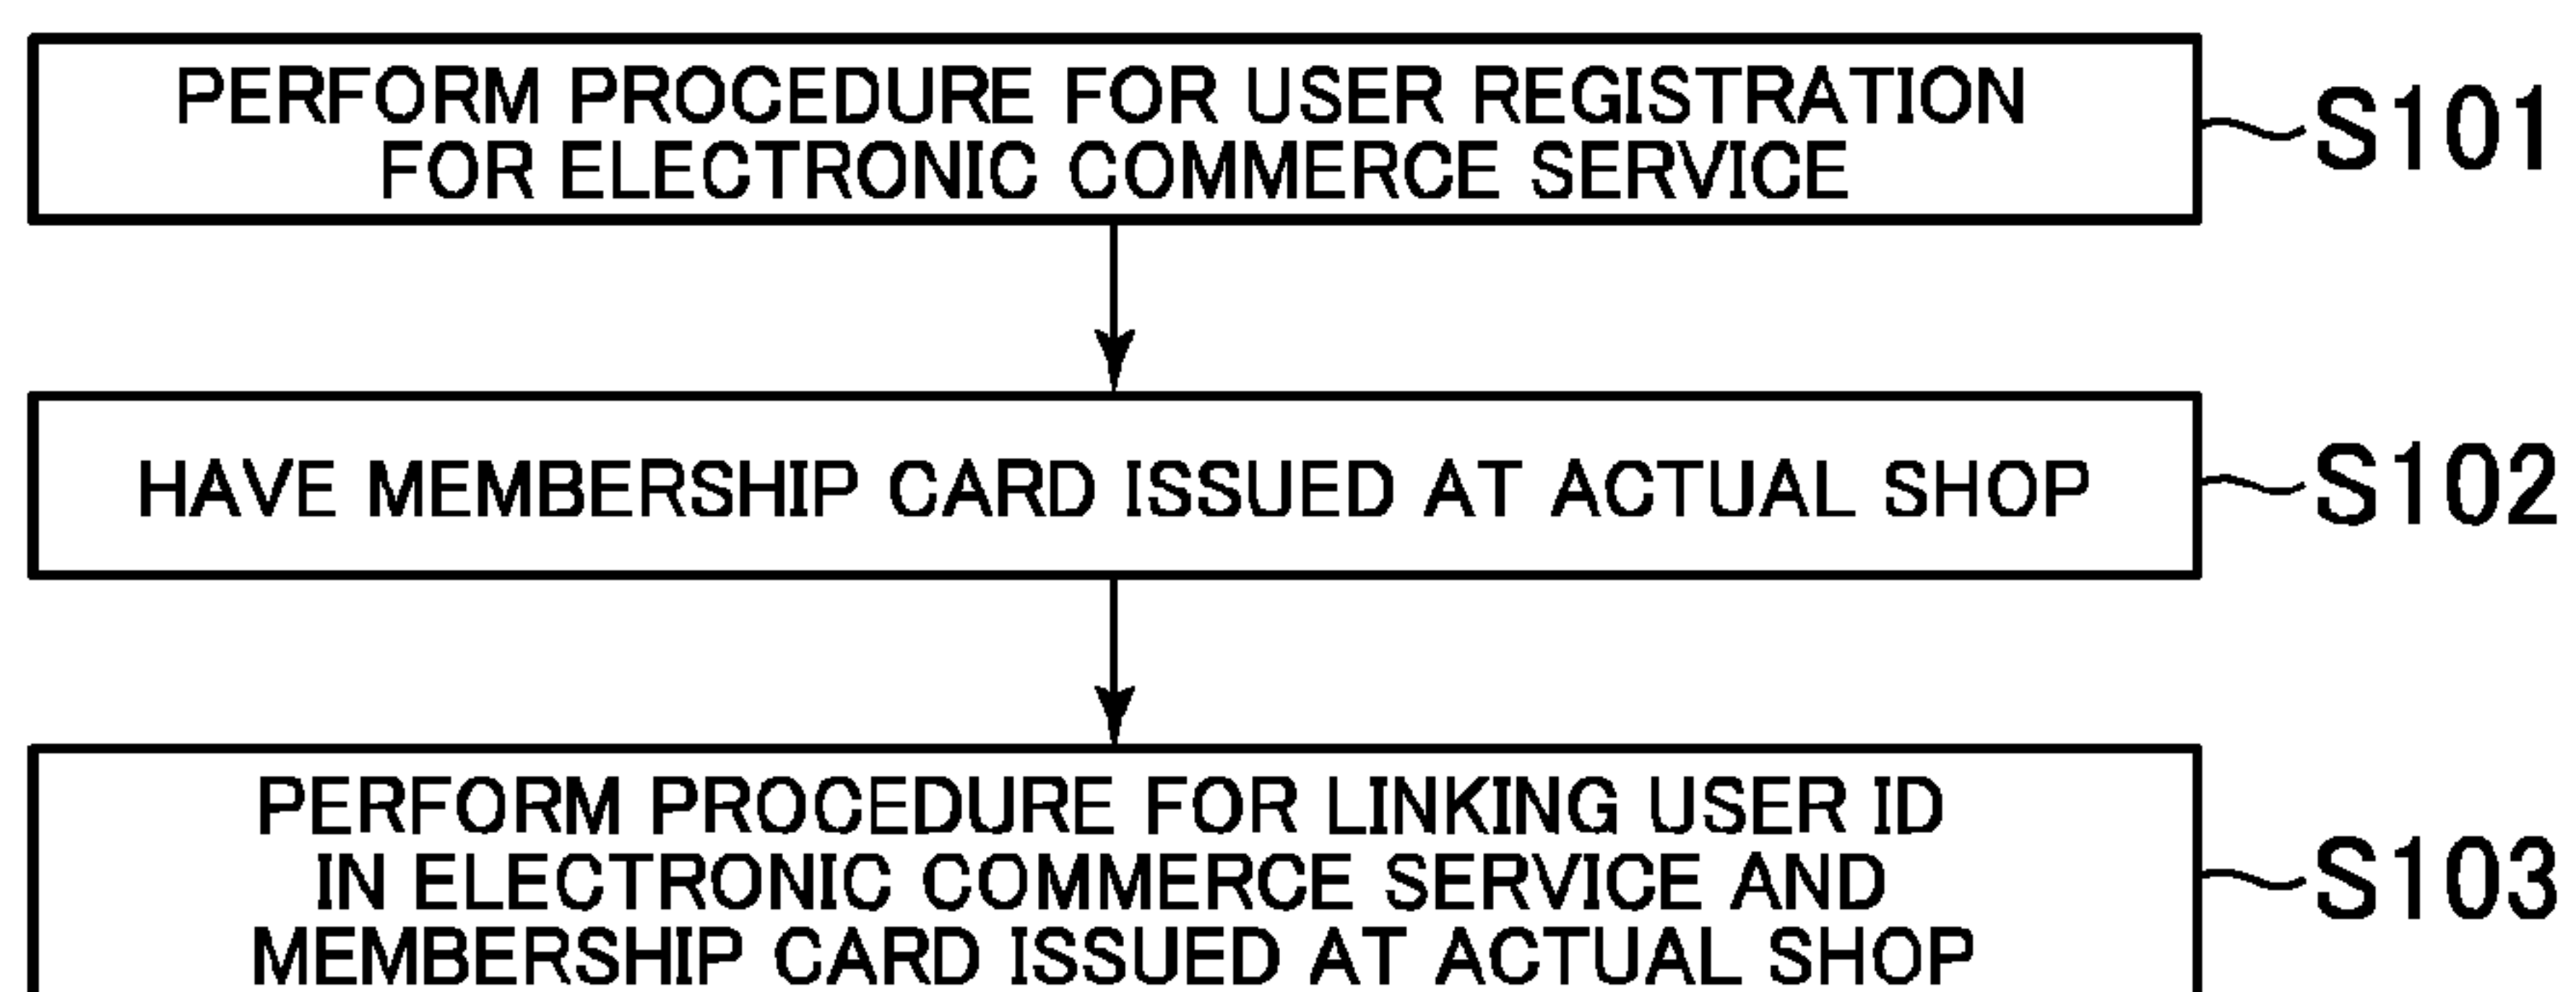 PERFORM PROCEDURE FOR USER REGISTRATION
FOR ELECTRONIC COMMERCE SERVICE
S101
HAVE MEMBERSHIP CARD ISSUED AT ACTUAL SHOP
S102
PERFORM PROCEDURE FOR LINKING USER ID
IN ELECTRONIC COMMERCE SERVICE AND
MEMBERSHIP CARD ISSUED AT ACTUAL SHOP
S103